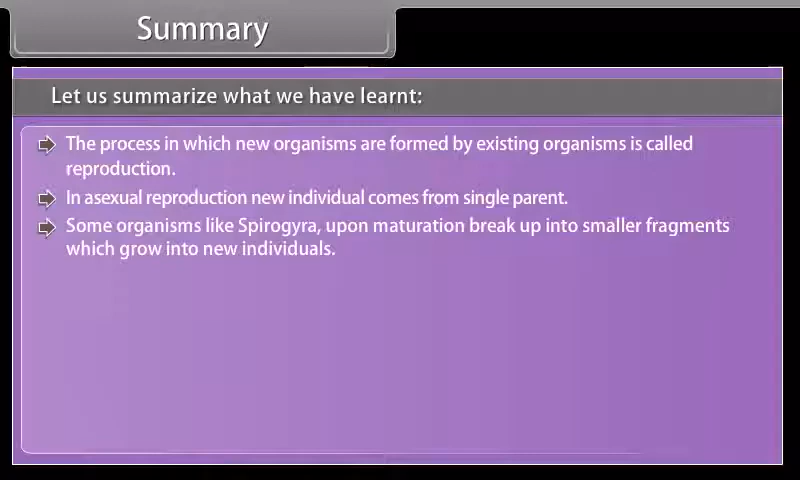 Summary
Let us summarize what we have learnt:
The process in which new organisms are formed by existing organisms is called
reproduction.
In asexual reproduction new individual comes from single parent.
Some organisms like Spirogyra, upon maturation break up into smaller fragments
which grow into new individuals.